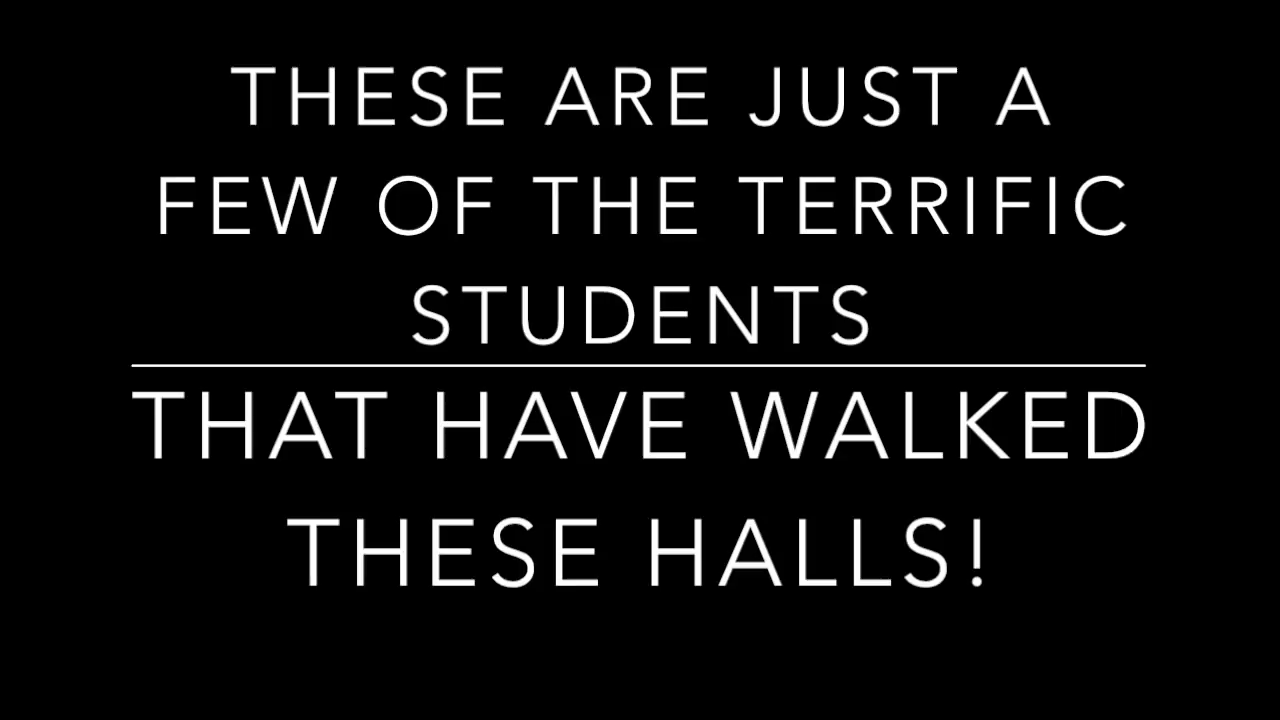 THESE ARE JUST A
FEW OF THE TERRIFIC
STUDENTS
THAT HAVE WALKED
THESE HALLS!